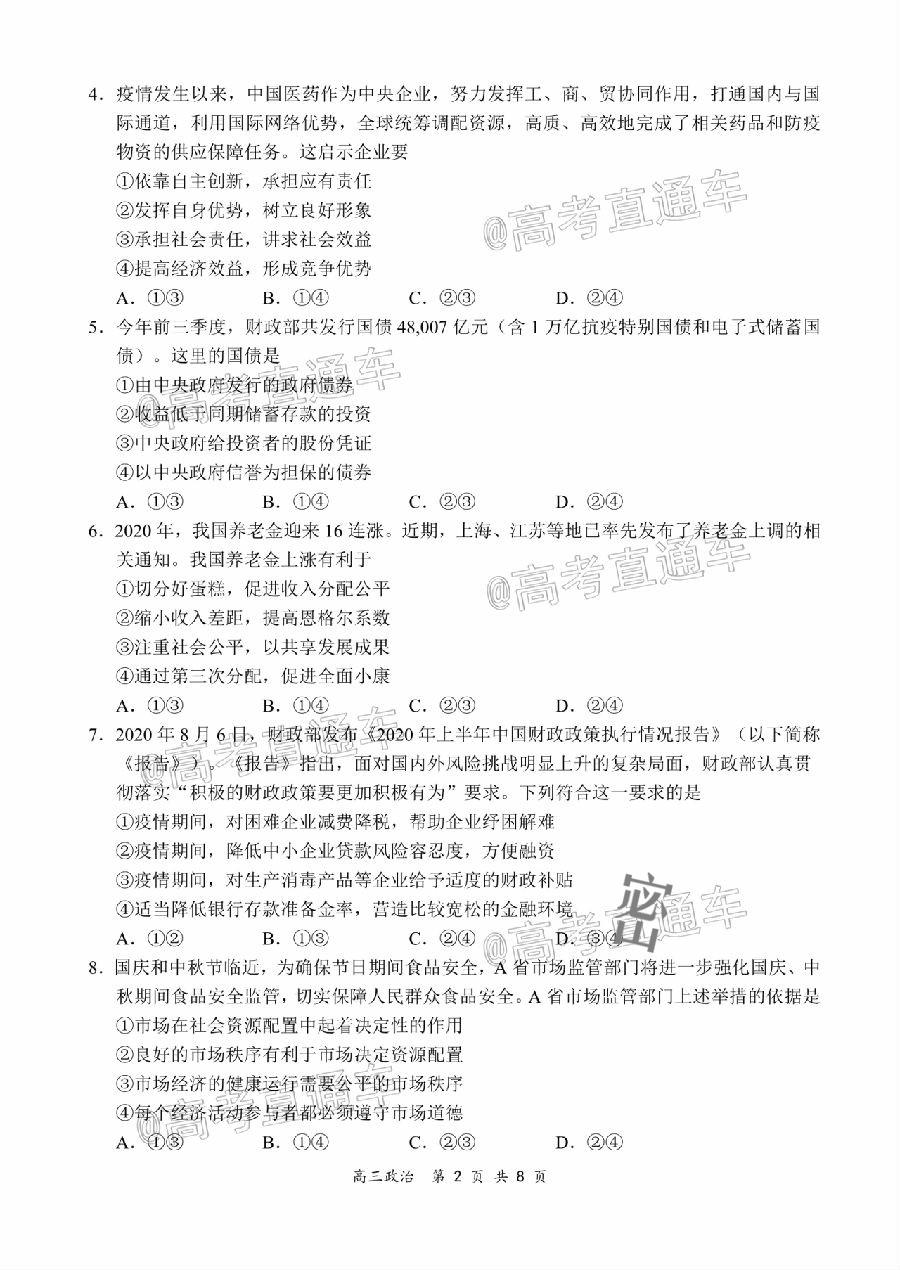 4．疫情发生以来，中国医药作为中央企业，努力发挥工、商、贸协同作用，打通国内与国
际通道，利用国际网络优势，全球统筹调配资源，高质、高效地完成了相关药品和防疫
物资的供应保障任务。这启示企业要
①依靠自主创新，承担应有责任
②发挥自身优势，树立良好形象
③承担社会责任，讲求社会效益
④提高经济效益，形成竞争优势
A．①③ B．①④ C．②③ D．②④
5．今年前三季度，财政部共发行国债 48,007 亿元（含 1 万亿抗疫特别国债和电了式储蓄国
债）。这里的国债是
①由中央政府发行的政府债券
②收益低于同期储蓄存款的投资
③中央政府给投资者的股份凭证
④以中央政府信誉为担保的债券
A．①③ B．①④ C．②③ D．②④
6．2020 年，我国养老金迎来 16 连涨。近期，上海、江苏等地已率先发布了养老金上调的相
关通知。我国养老金上涨有利于
①切分好蛋糕，促进收入分配公平
②缩小收入差距，提高恩格尔系数
③注重社会公平，以共享发展成果
④通过第三次分配，促进全面小康
A．①③ B．①④ C．②③ D．②④
7．2020 年 8 月 6 日，财政部发布《2020 年上半年中国财政政策执行情况报告》（以下简称
《报告》）。《报告》指出，面对国内外风险挑战明显上升的复杂局面，财政部认真贯
彻落实“积极的财政政策要更加积极有为”要求。下列符合这一要求的是
①疫情期间，对困难企业减费降税，帮助企业纾困解难
②疫情期间，降低中小企业贷款风险容忍度，方便融资
③疫情期间，对生产消毒产品等企业给予适度的财政补贴
④适当降低银行存款准备金率，营造比较宽松的金融环境
A．①② B．①③ C．②④ D．③④
8．国庆和中秋节临近，为确保节日期间食品安全，A 省市场监管部门将进一步强化国庆、中
秋期间食品安全监管，切实保障人民群众食品安全。A 省市场监管部门上述举措的依据是
①市场在社会资源配置中起着决定性的作用
②良好的市场秩序有利于市场决定资源配置
③市场经济的健康运行需要公平的市场秩序
④每个经济活动参与者都必须遵守市场道德
A．①③ B．①④ C．②③ D．②④
高三政治 第 2 页 共 8 页
@高考直通车
@高考直通车
@高考直通车
@高考直通车
@高考直通车
@高考直通车
密